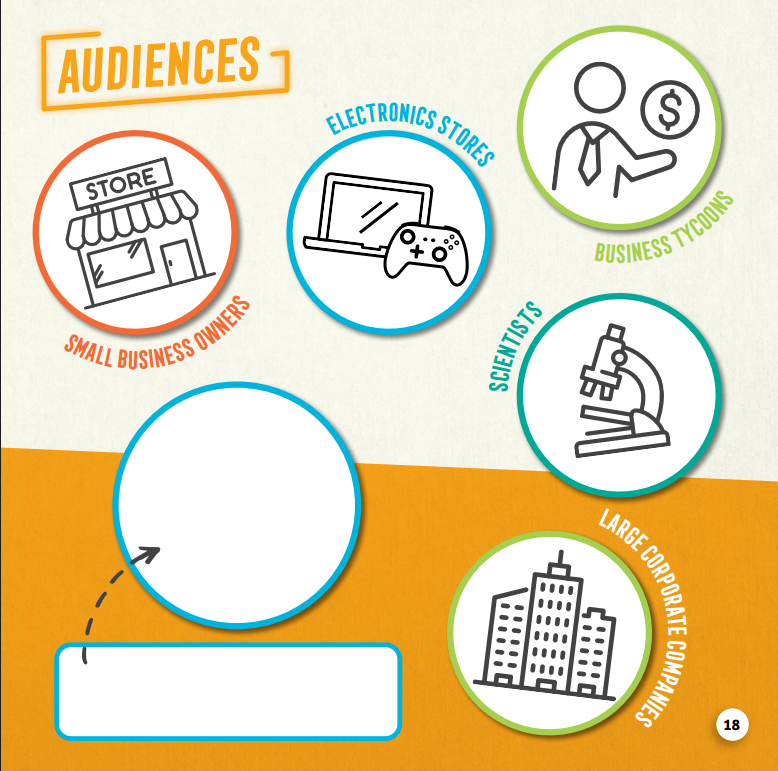 AUDIENCES
ELECTRONICS STORES
STORE
SMALL BUSINESS OWNERS
$
BUSINESS TYCOONS
SCIENTISTS
LARGE CORPORATE COMPANIES
18